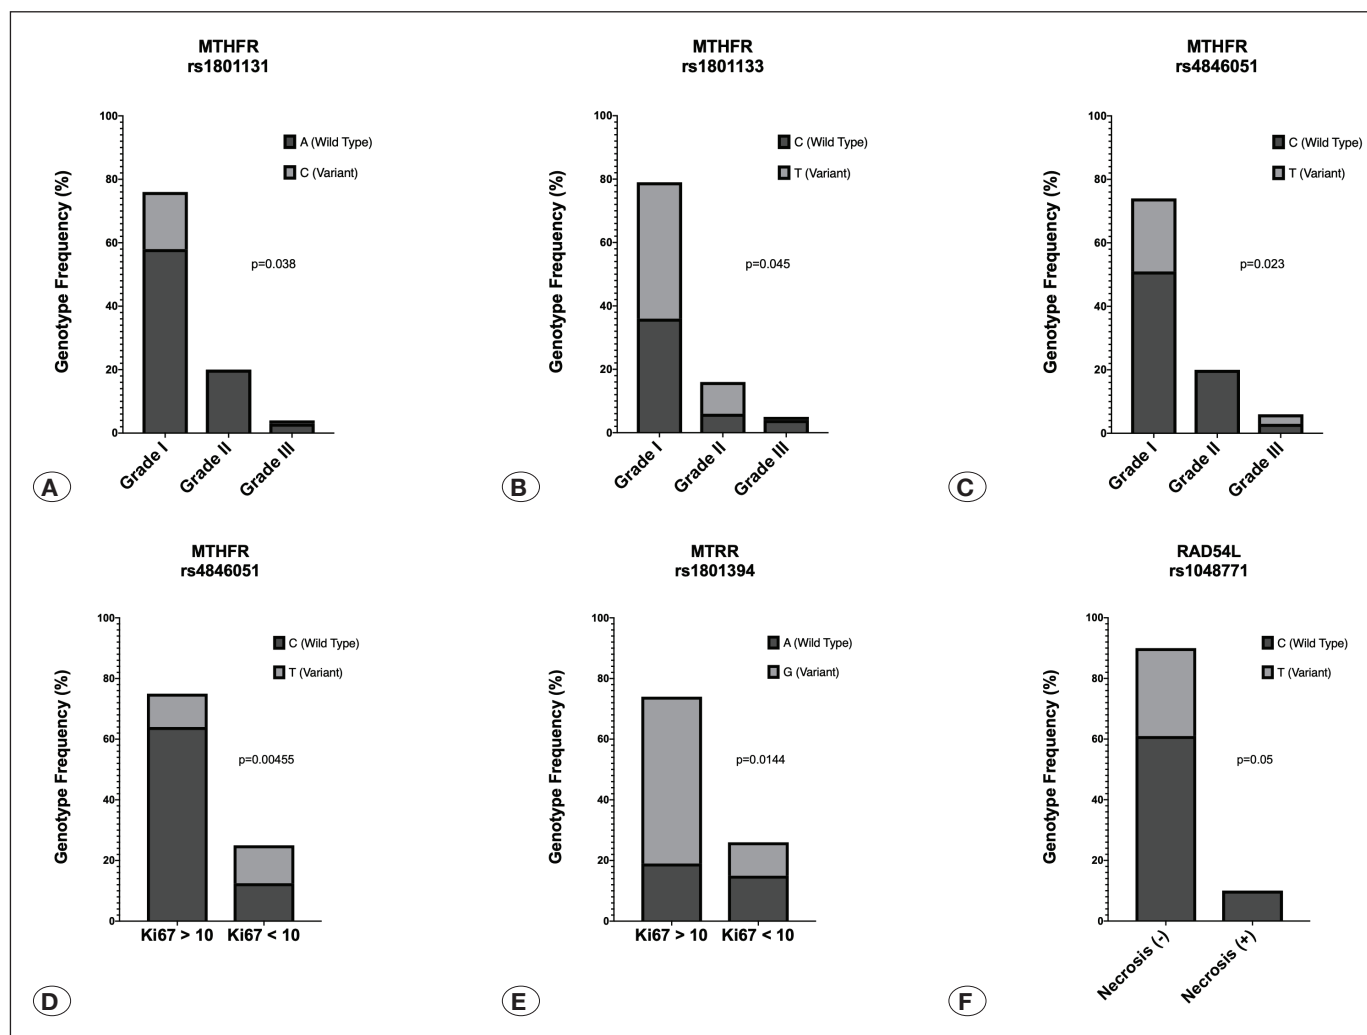 MTHFR
rs1801131
100
80
60
40
20
0
Genotype Frequency (%)
A (Wild Type)
C (Variant)
p=0.038
Grade I
Grade II
Grade III
A
MTHFR
rs1801133
100
80
60
40
20
0
Genotype Frequency (%)
C (Wild Type)
T (Variant)
p=0.045
Grade I
Grade II
Grade III
B
MTHFR
rs4846051
100
80
60
40
20
0
Genotype Frequency (%)
C (Wild Type)
T (Variant)
p=0.023
Grade I
Grade II
Grade III
C
MTHFR
rs4846051
100
80
60
40
20
0
Genotype Frequency (%)
C (Wild Type)
T (Variant)
p=0.00455
Ki67 > 10
Ki67 < 10
D
MTRR
rs1801394
100
80
60
40
20
0
Genotype Frequency (%)
A (Wild Type)
G (Variant)
p=0.0144
Ki67 > 10
Ki67 < 10
E
RAD54L
rs1048771
100
80
60
40
20
0
Genotype Frequency (%)
C (Wild Type)
T (Variant)
p=0.05
Necrosis (-)
Necrosis (+)
F